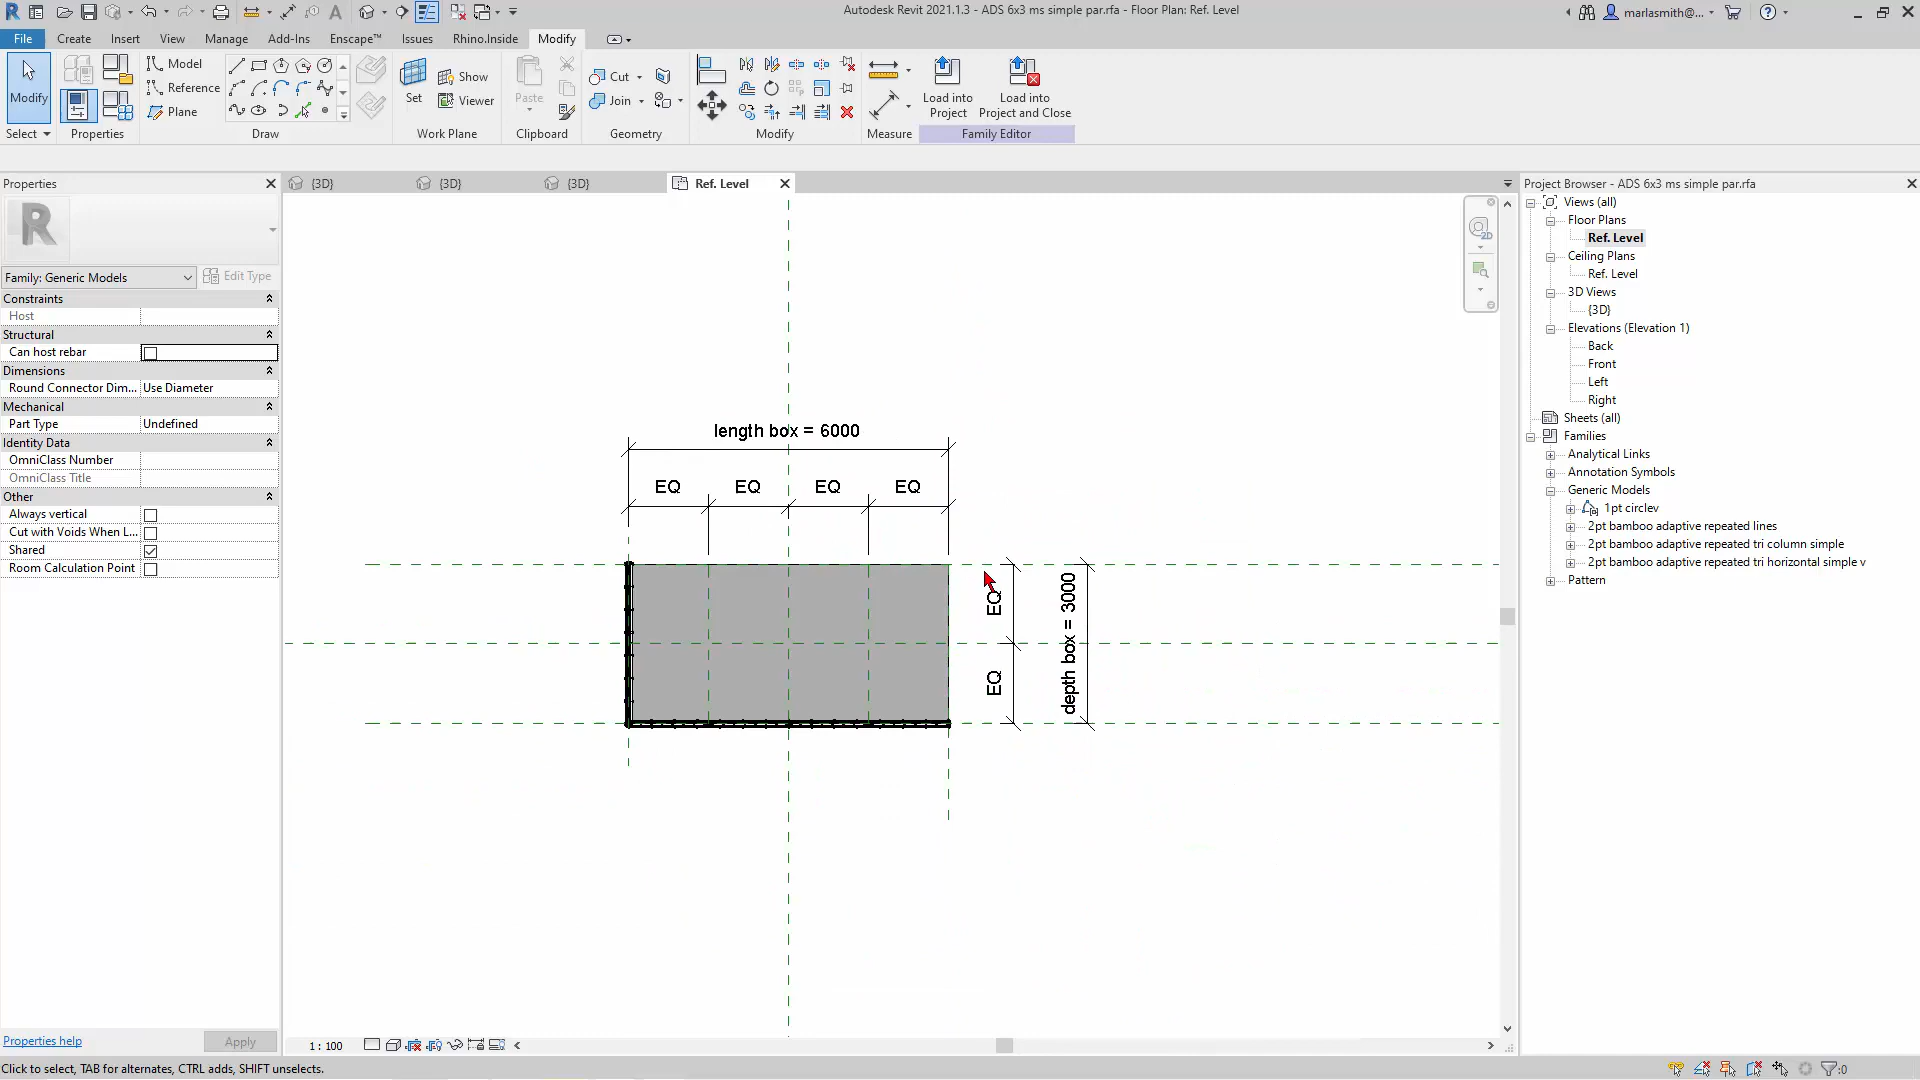 Autodesk Revit 2021.1.3 - ADS 6x3 ms simple par.rfa - Floor Plan: Ref. Level
marlasmith@...
File
Create
Insert
View
Manage
Add-Ins
Enscape™
Issues
Rhino.Inside
Modify
Modify
Model
Reference
Plane
Set
Show
Viewer
Paste
Cut
Join
Load into
Project
Load into
Project and Close
Select
Properties
Draw
Work Plane
Clipboard
Geometry
Modify
Measure
Family Editor
Properties
{3D}
{3D}
{3D}
Ref. Level
Project Browser - ADS 6x3 ms simple par.rfa
Family: Generic Models
Edit Type
Constraints
Host
Structural
Can host rebar
Dimensions
Round Connector Dim... Use Diameter
Mechanical
Part Type Undefined
Identity Data
OmniClass Number
OmniClass Title
Other
Always vertical
Cut with Voids When L...
Shared
Room Calculation Point
Properties help
Apply
length box = 6000
EQ EQ EQ EQ
EQ
EQ
depth box = 3000
2D
Views (all)
Floor Plans
Ref. Level
Ceiling Plans
Ref. Level
3D Views
{3D}
Elevations (Elevation 1)
Back
Front
Left
Right
Sheets (all)
Families
Analytical Links
Annotation Symbols
Generic Models
1pt circlev
2pt bamboo adaptive repeated lines
2pt bamboo adaptive repeated tri column simple
2pt bamboo adaptive repeated tri horizontal simple v
Pattern
1 : 100
Click to select, TAB for alternates, CTRL adds, SHIFT unselects.
:0